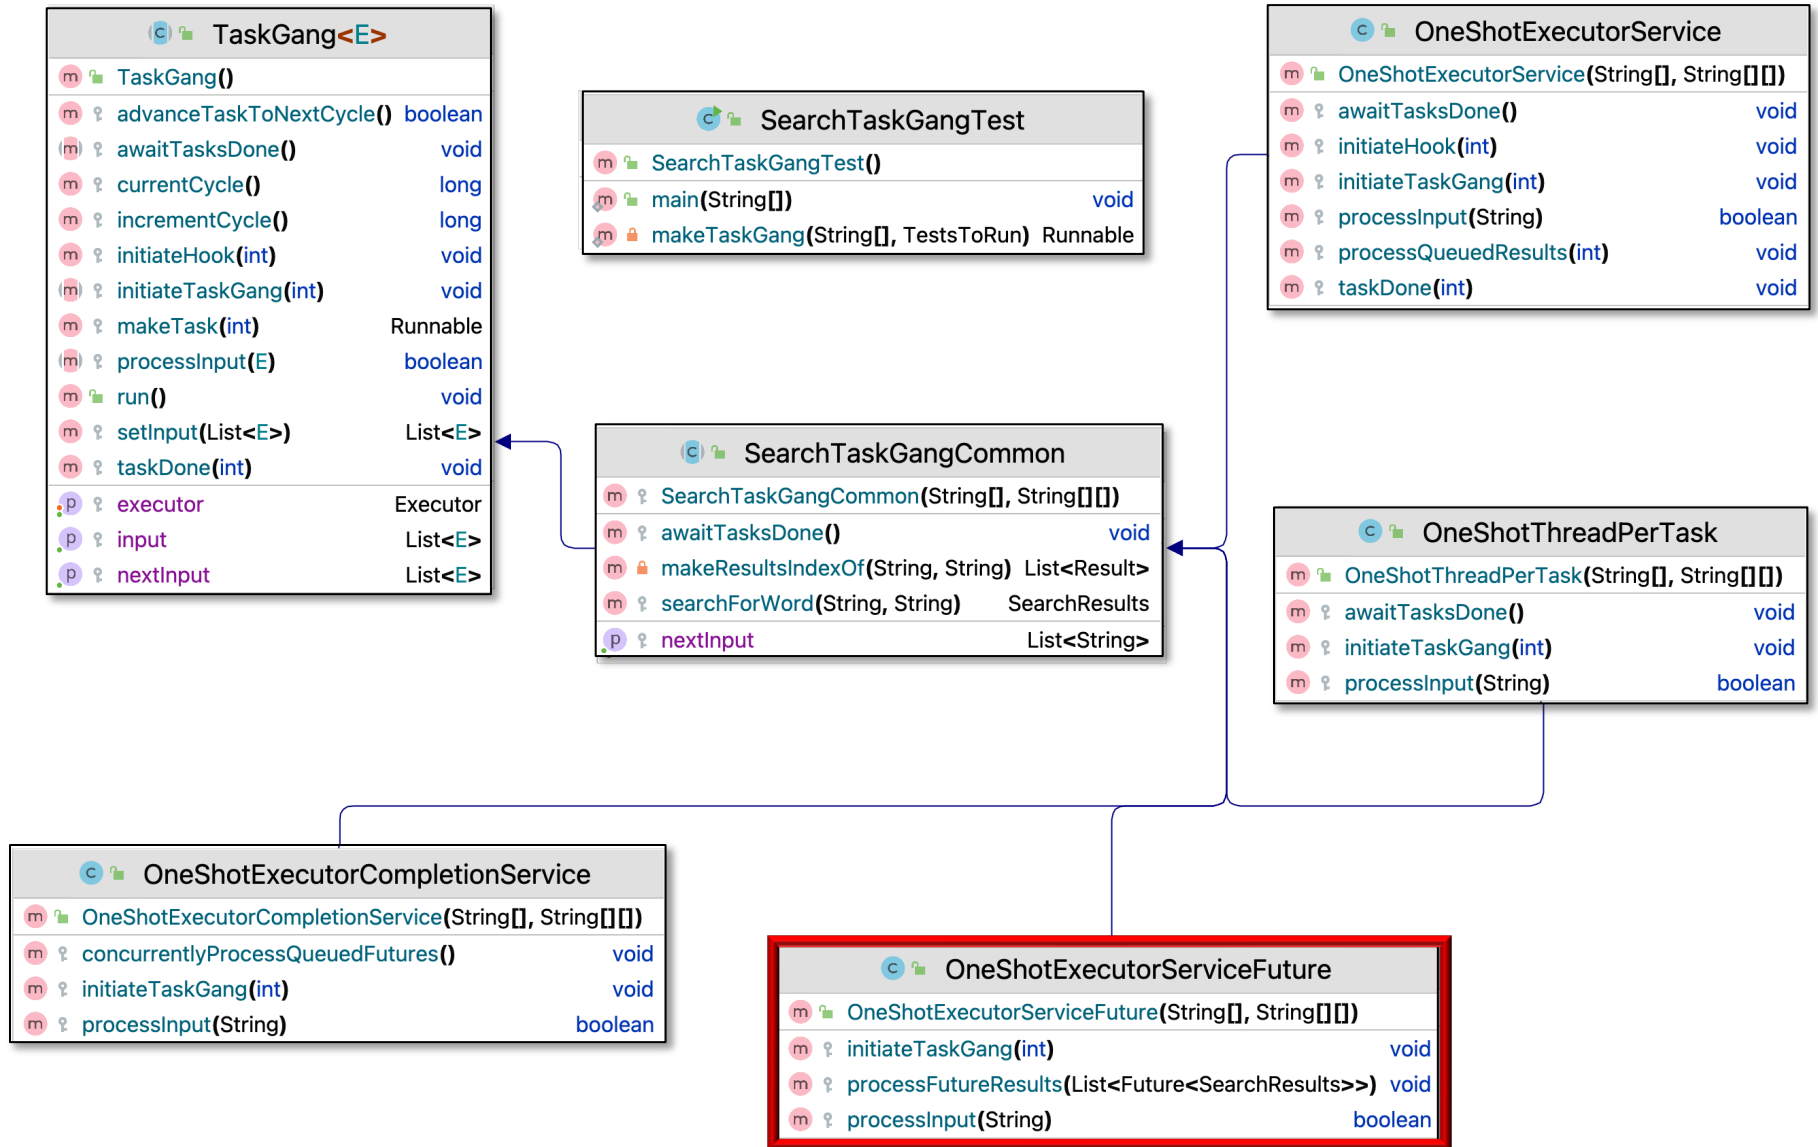 TaskGang<E>
TaskGang()
advanceTaskToNextCycle() boolean
awaitTasksDone() void
currentCycle() long
incrementCycle() long
initiateHook(int) void
initiateTaskGang(int) void
makeTask(int) Runnable
processInput(E) boolean
run() void
setInput(List<E>) List<E>
taskDone(int) void
executor Executor
input List<E>
nextInput List<E>
SearchTaskGangTest
SearchTaskGangTest()
main(String[]) void
makeTaskGang(String[], TestsToRun) Runnable
OneShotExecutorService
OneShotExecutorService(String[], String[][])
awaitTasksDone() void
initiateHook(int) void
initiateTaskGang(int) void
processInput(String) boolean
processQueuedResults(int) void
taskDone(int) void
SearchTaskGangCommon
SearchTaskGangCommon(String[], String[][])
awaitTasksDone() void
makeResultsIndexOf(String, String) List<Result>
searchForWord(String, String) SearchResults
nextInput List<String>
OneShotThreadPerTask
OneShotThreadPerTask(String[], String[][])
awaitTasksDone() void
initiateTaskGang(int) void
processInput(String) boolean
OneShotExecutorCompletionService
OneShotExecutorCompletionService(String[], String[][])
concurrentlyProcessQueuedFutures() void
initiateTaskGang(int) void
processInput(String) boolean
OneShotExecutorServiceFuture
OneShotExecutorServiceFuture(String[], String[][])
initiateTaskGang(int) void
processFutureResults(List<Future<SearchResults>>) void
processInput(String) boolean